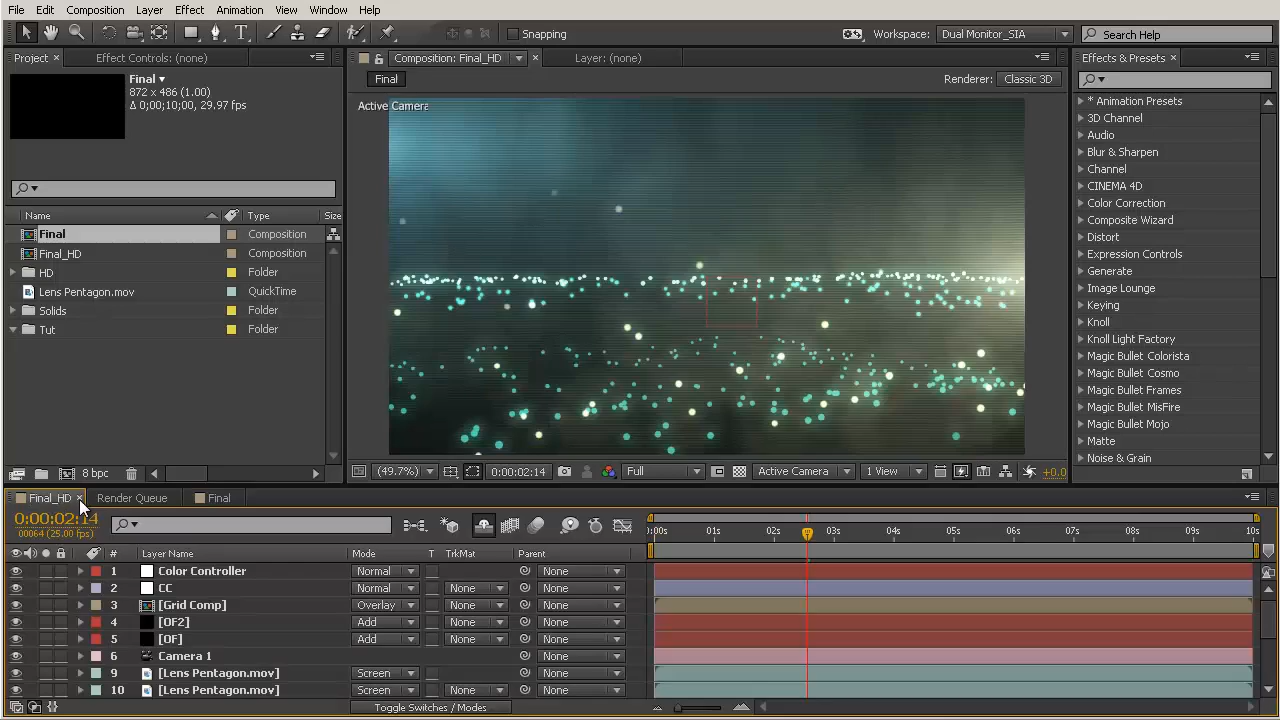 File Edit Composition Layer Effect Animation View Window Help
Snapping Workspace: Dual Monitor_SIA Search Help
Project Effect Controls: (none) Composition: Final_HD Layer: (none) Effects & Presets
Final
872 x 486 (1.00)
Δ 0;00;10;00, 29.97 fps
Final Renderer: Classic 3D
Active Camera
* Animation Presets
3D Channel
Audio
Blur & Sharpen
Channel
CINEMA 4D
Color Correction
Composite Wizard
Distort
Expression Controls
Generate
Image Lounge
Keying
Knoll
Knoll Light Factory
Magic Bullet Colorista
Magic Bullet Cosmo
Magic Bullet Frames
Magic Bullet MisFire
Magic Bullet Mojo
Matte
Noise & Grain
Name Type Size
Final Composition
Final_HD Composition
HD Folder
Lens Pentagon.mov QuickTime
Solids Folder
Tut Folder
8 bpc
(49.7%) 0:00:02:14 Full Active Camera 1 View +0.0
Final_HD Render Queue Final
0:00:02:14
00064 (25.00 fps)
:00s 01s 02s 03s 04s 05s 06s 07s 08s 09s 10s
# Layer Name Mode T TrkMat Parent
1 Color Controller Normal None
2 CC Normal None None
3 [Grid Comp] Overlay None None
4 [OF2] Add None None
5 [OF] Add None None
6 Camera 1 None
9 [Lens Pentagon.mov] Screen None
10 [Lens Pentagon.mov] Screen None None
Toggle Switches / Modes